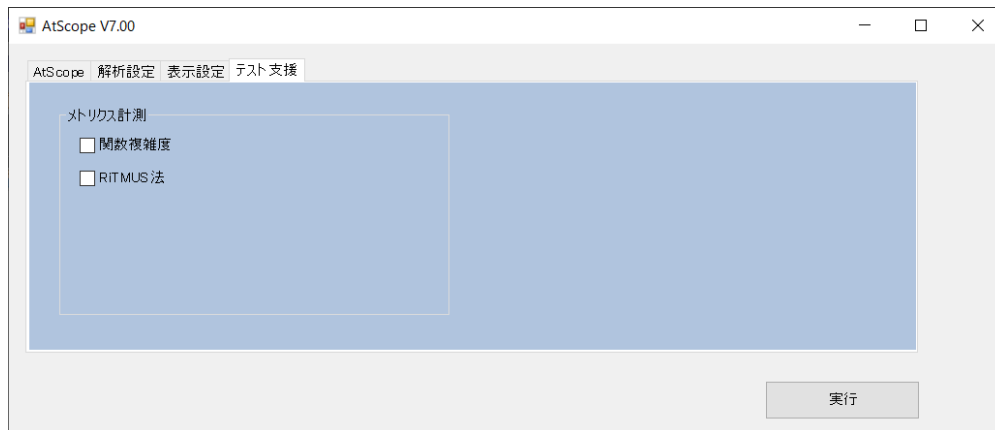 AtScope V7.00
AtScope 解析設定 表示設定 テスト支援
メトリクス計測
関数複雑度
RiTMUS法
実行